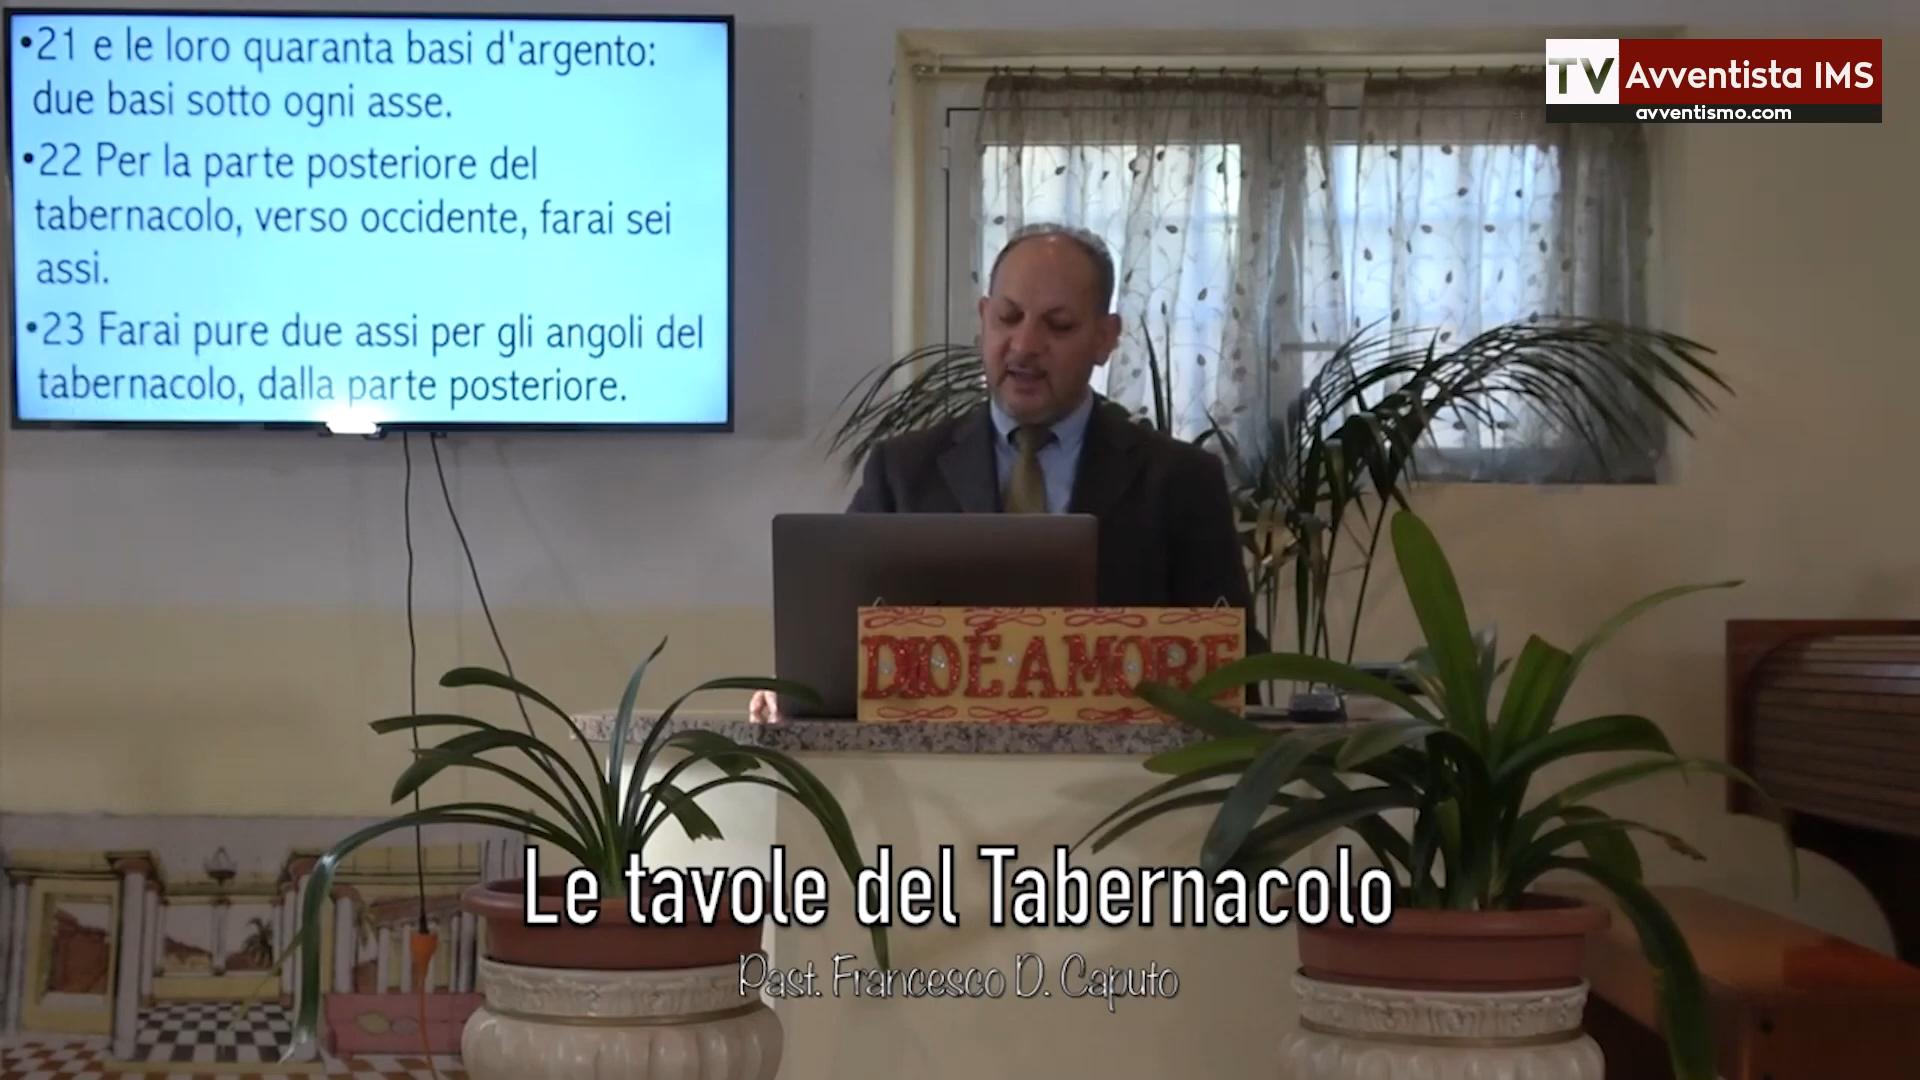 •21 e le loro quaranta basi d'argento:
due basi sotto ogni asse.
•22 Per la parte posteriore del
tabernacolo, verso occidente, farai sei
assi.
•23 Farai pure due assi per gli angoli del
tabernacolo, dalla parte posteriore.
TV Avventista IMS
avventismo.com
DIO É AMORE
Le tavole del Tabernacolo
Past. Francesco D. Caputo